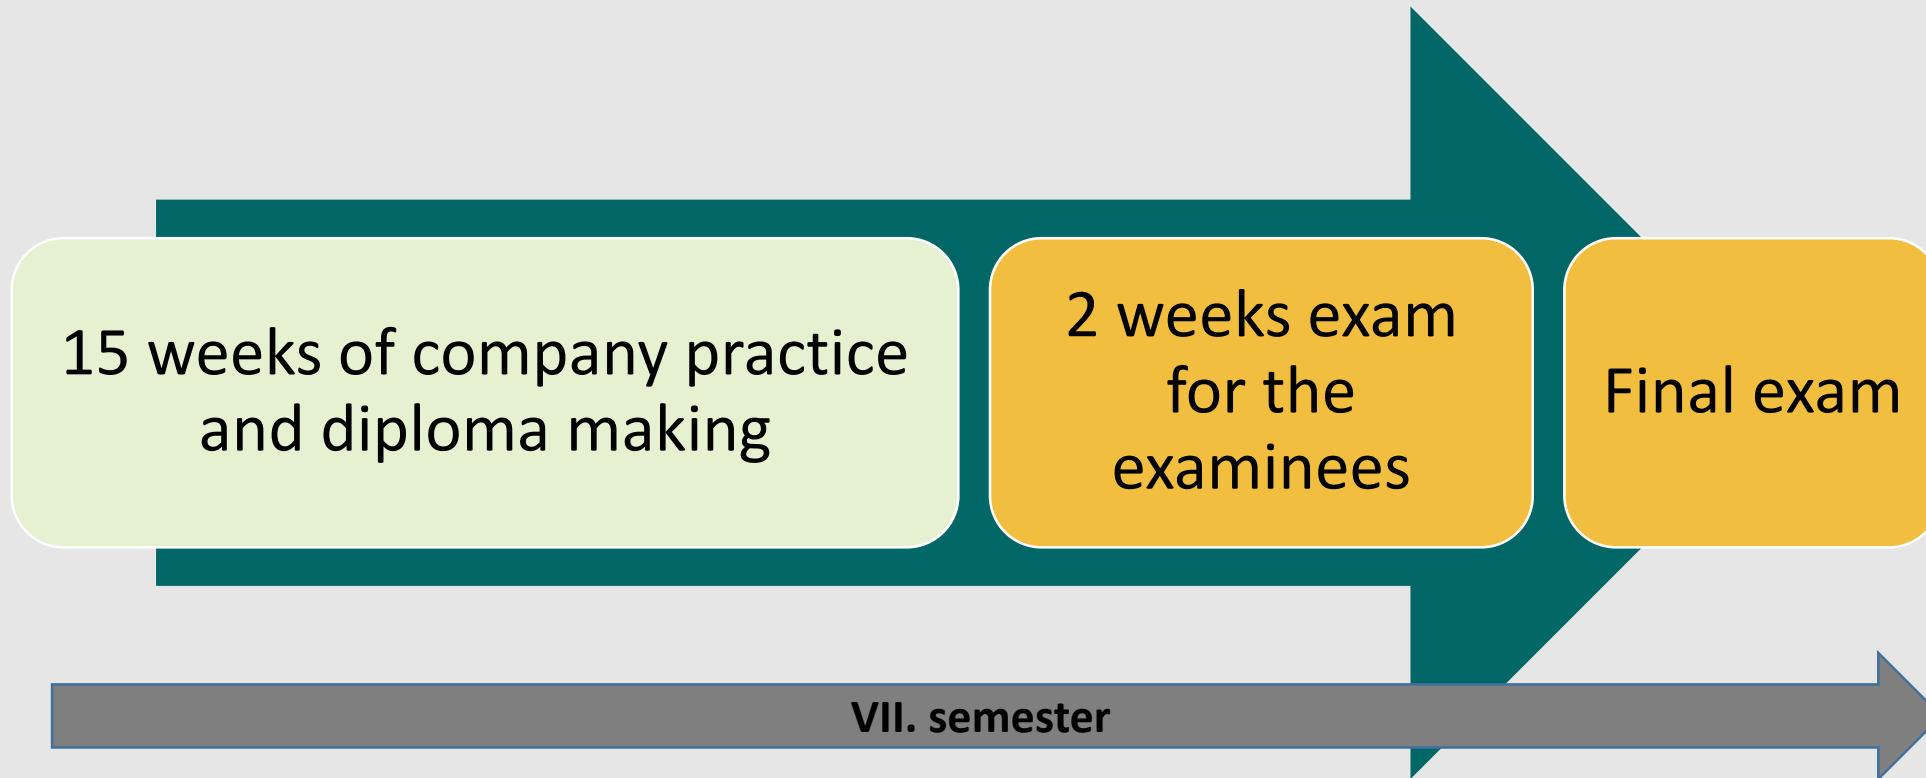 15 weeks of company practice
and diploma making
2 weeks exam
for the
examinees
Final exam
VII. semester